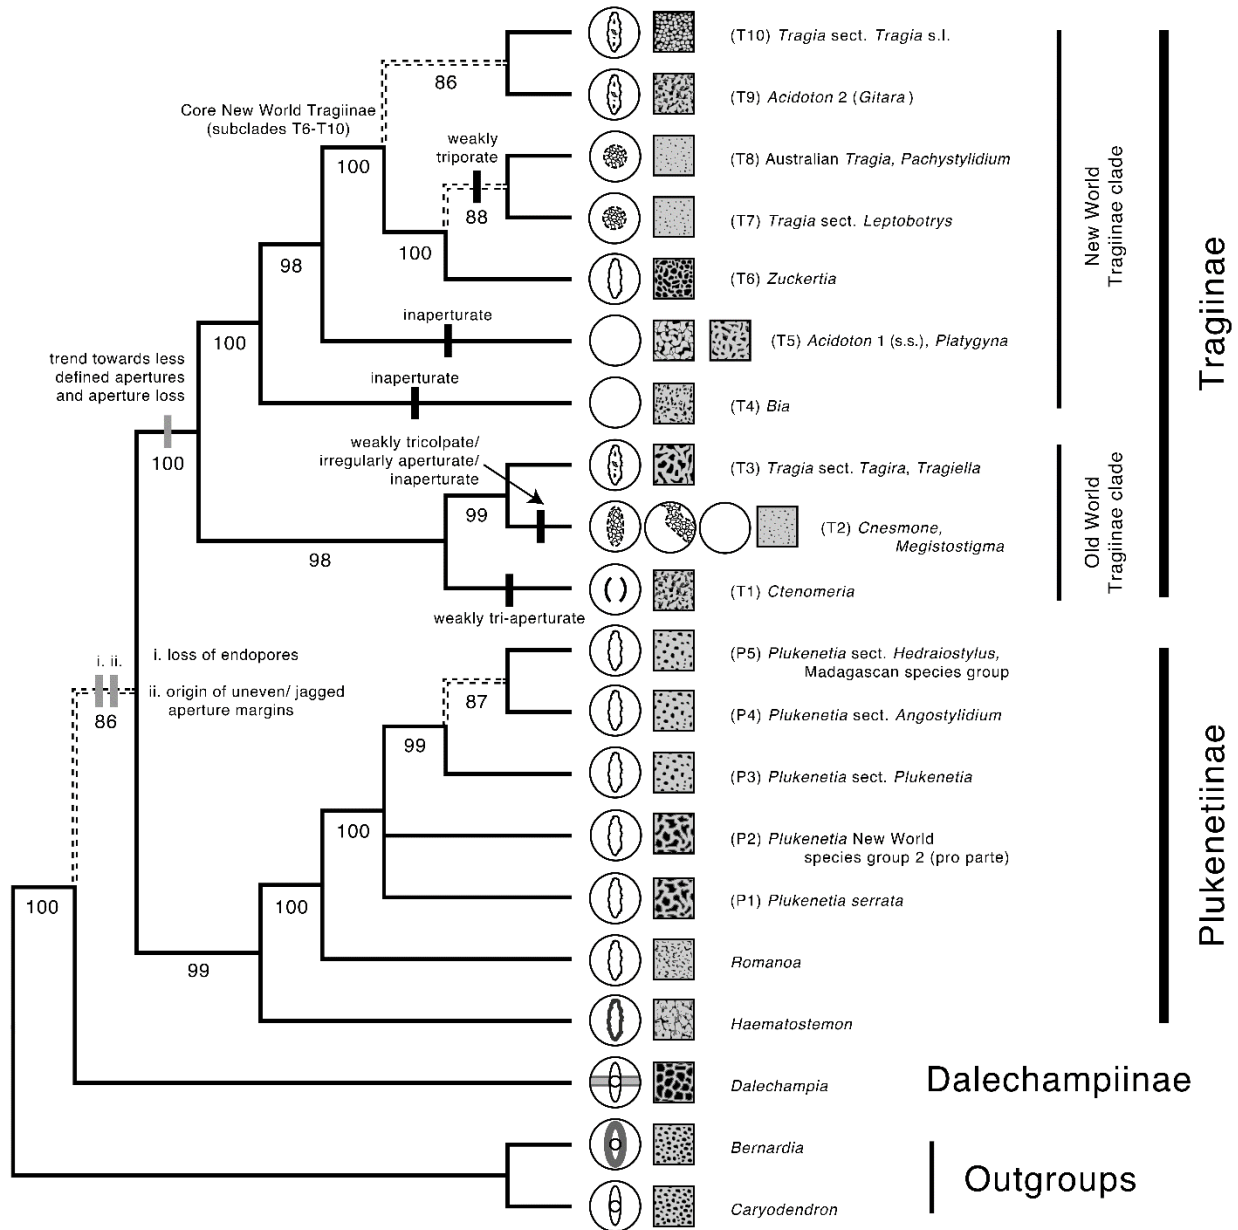 (T10) Tragia sect. Tragia s.l.
86
(T9) Acidoton 2 (Gitara)
Core New World Tragiinae
(subclades T6-T10)
weakly
triporate
100
(T8) Australian Tragia, Pachystylidium
88
(T7) Tragia sect. Leptobotrys
98
100
(T6) Zuckertia
inaperturate
(T5) Acidoton 1 (s.s.), Platygyna
100
trend towards less
defined apertures
and aperture loss
inaperturate
(T4) Bia
New World
Tragiinae clade
100
weakly tricolpate/
irregularly aperturate/
inaperturate
(T3) Tragia sect. Tagira, Tragiella
99
(T2) Cnesmone,
Megistostigma
98
(T1) Ctenomeria
weakly tri-aperturate
Old World
Tragiinae clade
Tragiinae
i. ii.
i. loss of endopores
ii. origin of uneven/ jagged
aperture margins
86
(P5) Plukenetia sect. Hedraiostylus,
Madagascan species group
87
(P4) Plukenetia sect. Angostylidium
99
(P3) Plukenetia sect. Plukenetia
100
(P2) Plukenetia New World
species group 2 (pro parte)
100
(P1) Plukenetia serrata
100
99
Romanoa
Haematostemon
Plukenetiinae
Dalechampia
Dalechampiinae
Bernardia
Outgroups
Caryodendron